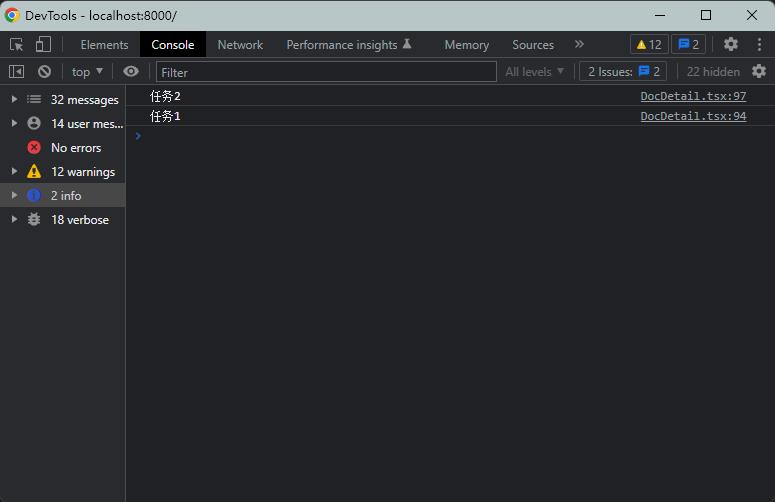 DevTools - localhost:8000/
Elements Console Network Performance insights Memory Sources 12 2
top Filter All levels 2 Issues: 2 22 hidden
32 messages
14 user mes...
No errors
12 warnings
2 info
18 verbose
任务2 DocDetail.tsx:97
任务1 DocDetail.tsx:94